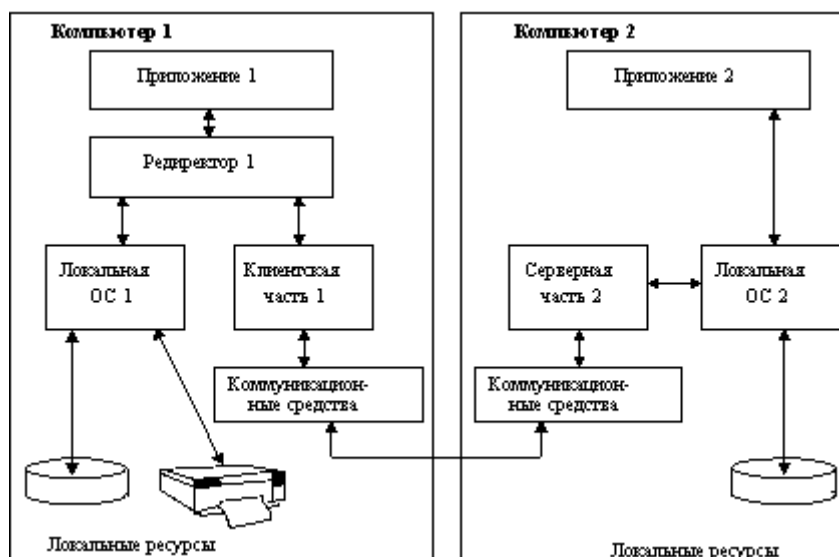 Компьютер 1
Приложение 1
Редиректор 1
Локальная
ОС 1
Клиентская
часть 1
Коммуникацион-
ные средства
Локальные ресурсы
Компьютер 2
Приложение 2
Серверная
часть 2
Локальная
ОС 2
Коммуникацион-
ные средства
Локальные ресурсы